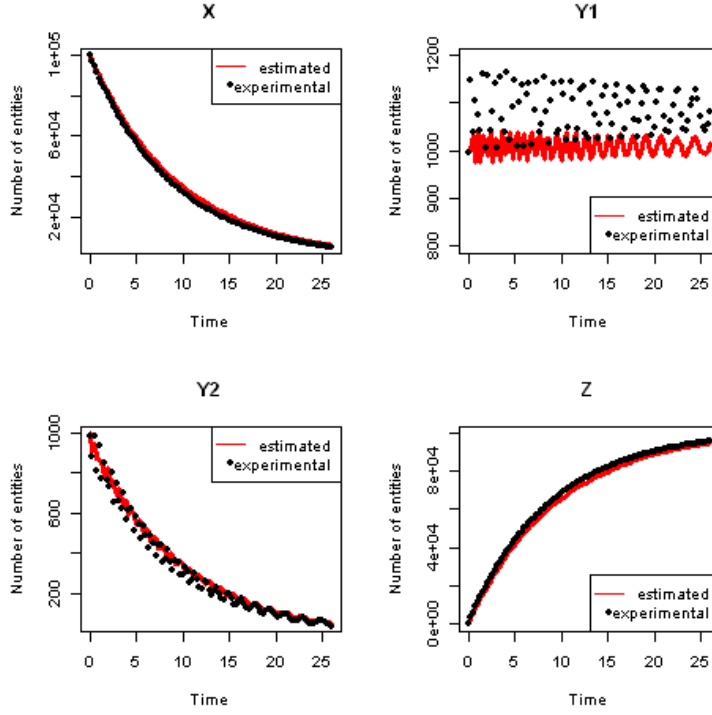 X
Number of entities
1e+05
6e+04
2e+04
estimated
experimental
0 5 10 15 20 25
Time
Y1
Number of entities
1200
1000
900
800
estimated
experimental
0 5 10 15 20 25
Time
Y2
Number of entities
1000
600
200
estimated
experimental
0 5 10 15 20 25
Time
Z
Number of entities
8e+04
4e+04
0e+00
estimated
experimental
0 5 10 15 20 25
Time